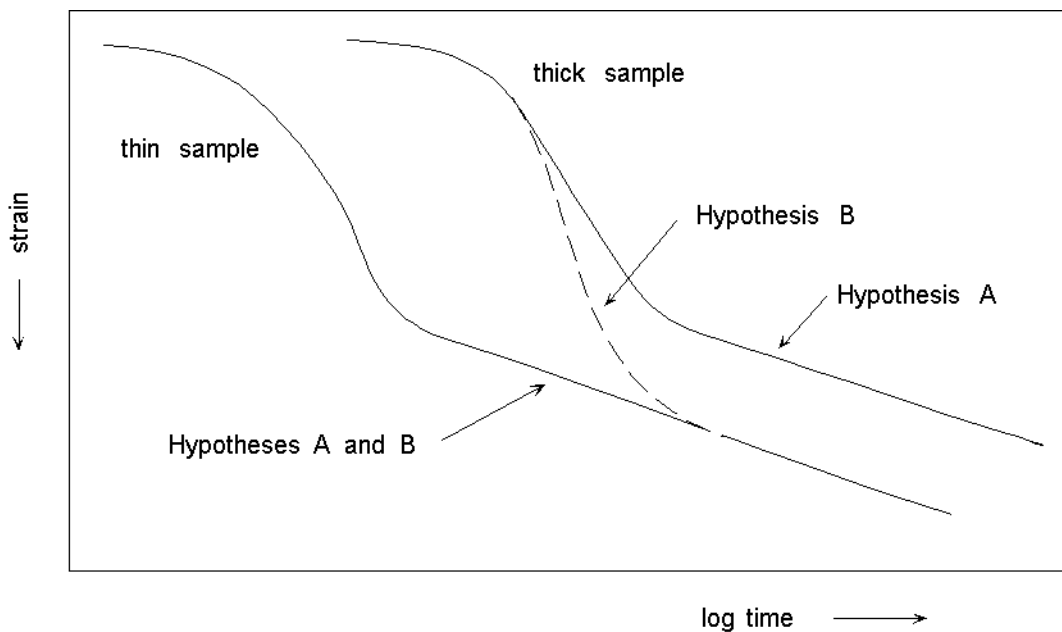 thick sample
thin sample
Hypothesis B
strain
Hypothesis A
Hypotheses A and B
log time